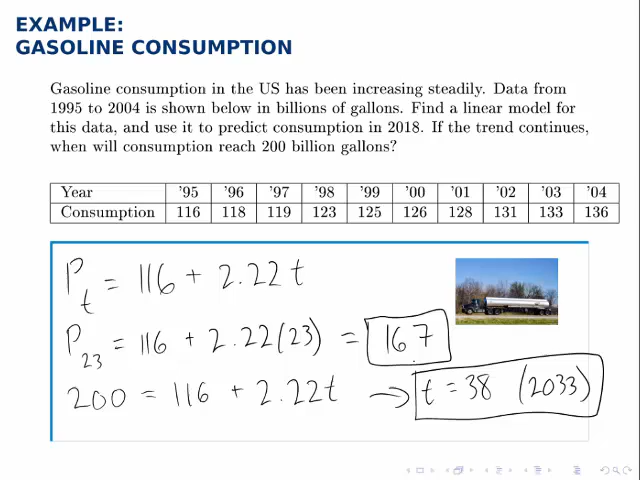 EXAMPLE:
GASOLINE CONSUMPTION
Gasoline consumption in the US has been increasing steadily. Data from
1995 to 2004 is shown below in billions of gallons. Find a linear model for
this data, and use it to predict consumption in 2018. If the trend continues,
when will consumption reach 200 billion gallons?
Year '95 '96 '97 '98 '99 '00 '01 '02 '03 '04
Consumption 116 118 119 123 125 126 128 131 133 136
P_t = 116 + 2.22t
P_23 = 116 + 2.22(23) = 167
200 = 116 + 2.22t → t = 38 (2033)